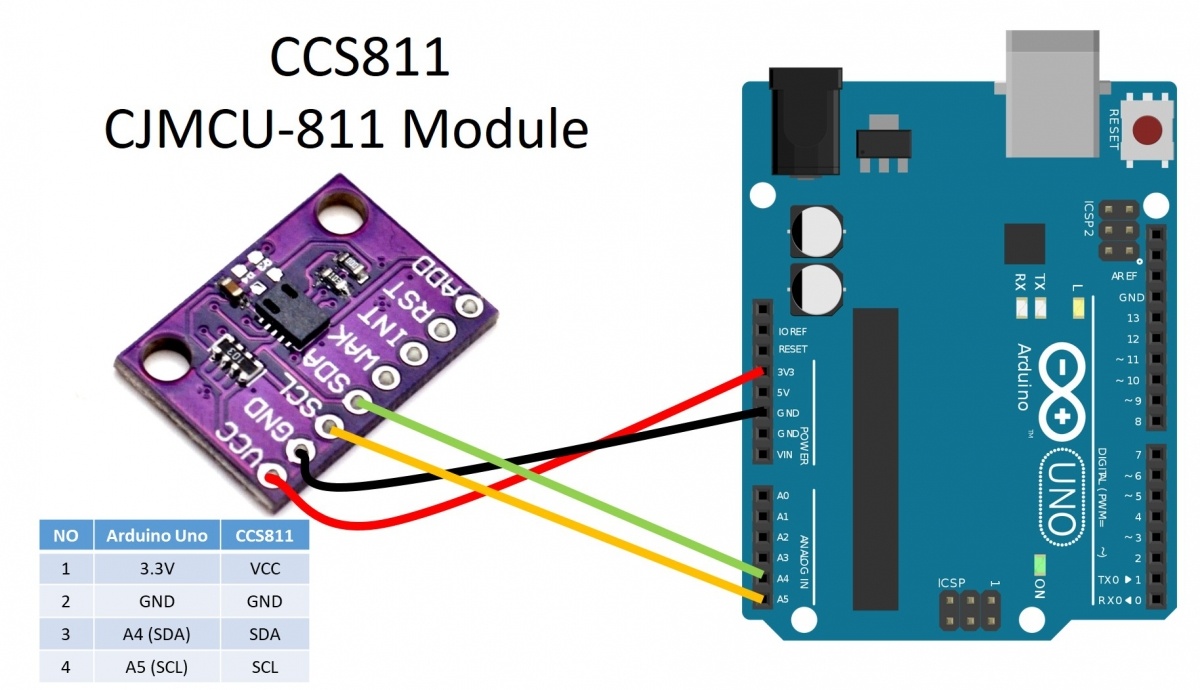 CCS811
CJMCU-811 Module
ADD
RST
INT
WAK
SDA
SCL
GND
VCC
NO Arduino Uno CCS811
1 3.3V VCC
2 GND GND
3 A4 (SDA) SDA
4 A5 (SCL) SCL
RESET
ICSP2
IOREF
RESET
3V3
5V
GND
GND
VIN
POWER
A0
A1
A2
A3
A4
A5
ANALOG IN
RX
TX
L
Arduino
TM
UNO
ON
ICSP
1
AREF
GND
13
12
~11
~10
~9
8
7
~6
~5
4
~3
2
TX0 ▶ 1
RX0 ◀ 0
DIGITAL (PWM= ~)